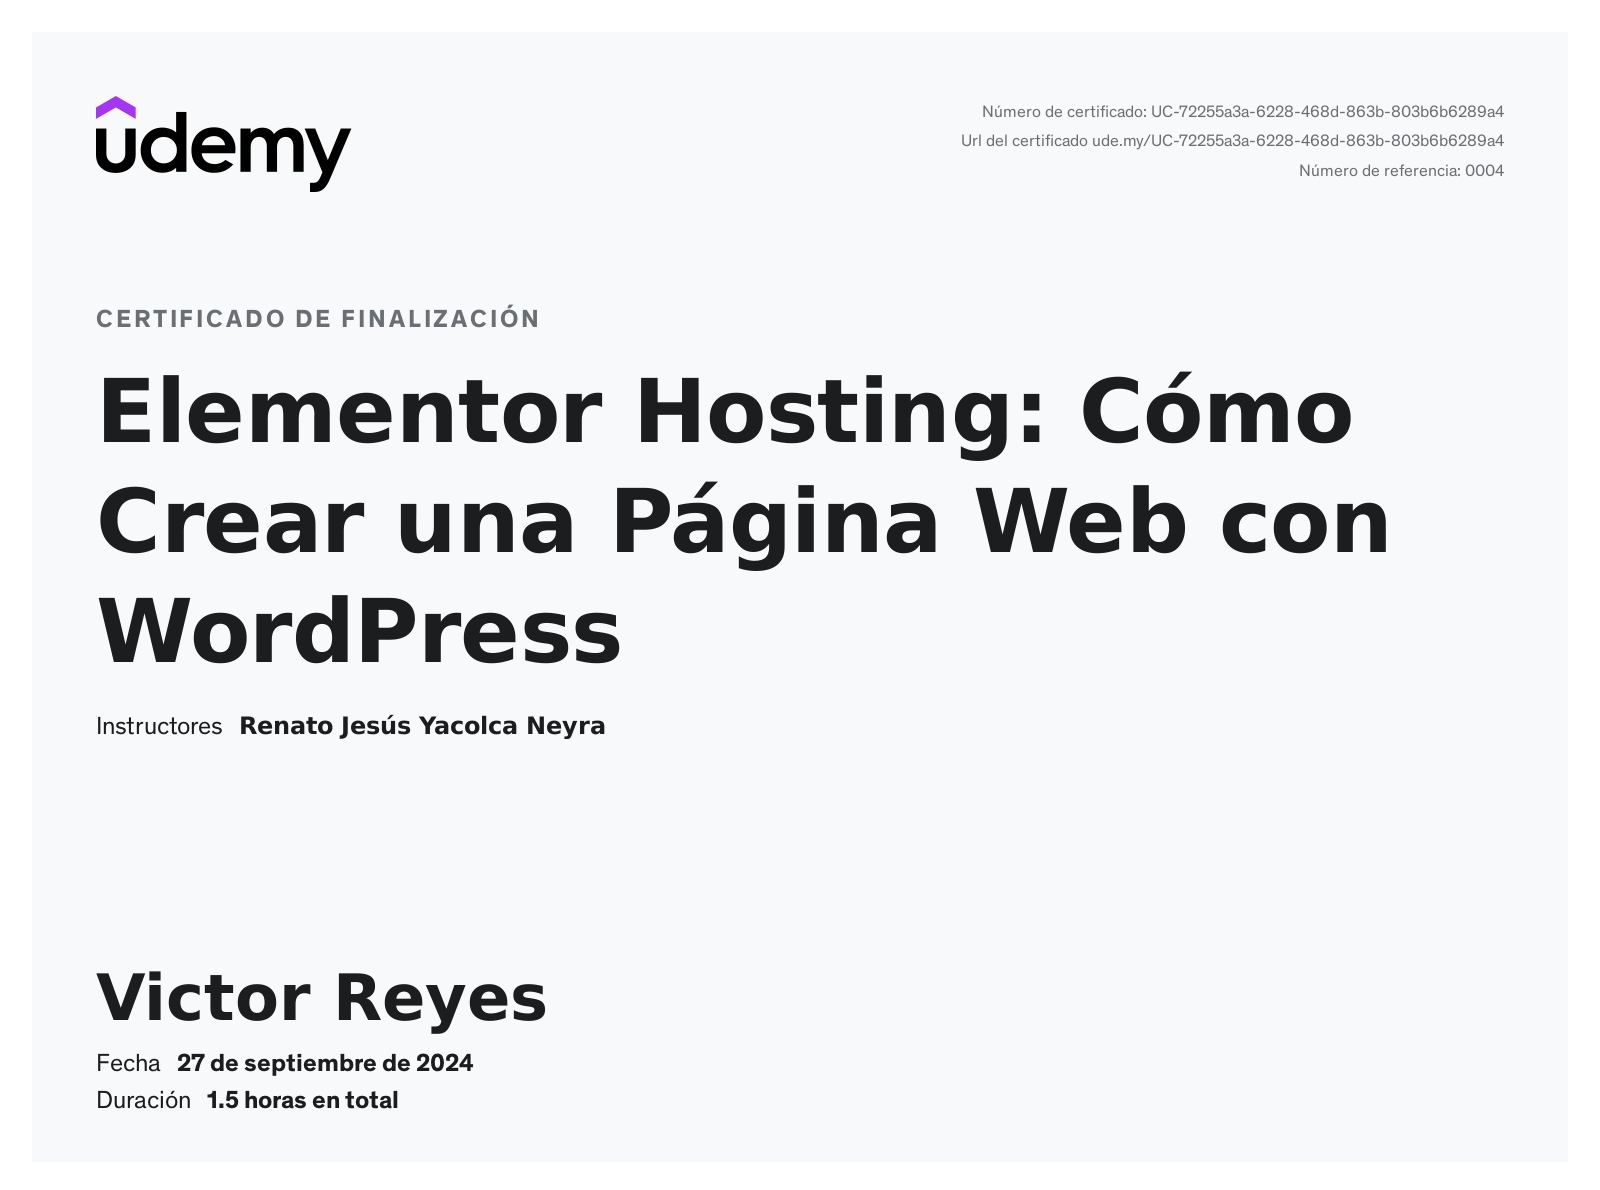 udemy
Número de certificado: UC-72255a3a-6228-468d-863b-803b6b6289a4
Url del certificado ude.my/UC-72255a3a-6228-468d-863b-803b6b6289a4
Número de referencia: 0004
CERTIFICADO DE FINALIZACIÓN
Elementor Hosting: Cómo
Crear una Página Web con
WordPress
Instructores Renato Jesús Yacolca Neyra
Victor Reyes
Fecha 27 de septiembre de 2024
Duración 1.5 horas en total